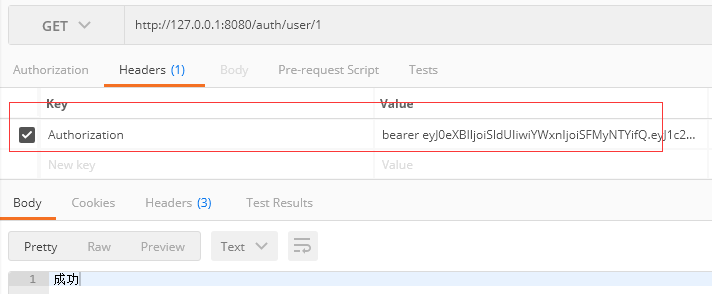 GET http://127.0.0.1:8080/auth/user/1
Authorization Headers (1) Body Pre-request Script Tests
Key Value
Authorization bearer eyJ0eXBlIjoiSldUIiwiYWxnIjoiSFMyNTYifQ.eyJ1c2...
New key Value
Body Cookies Headers (3) Test Results
Pretty Raw Preview Text
1 成功